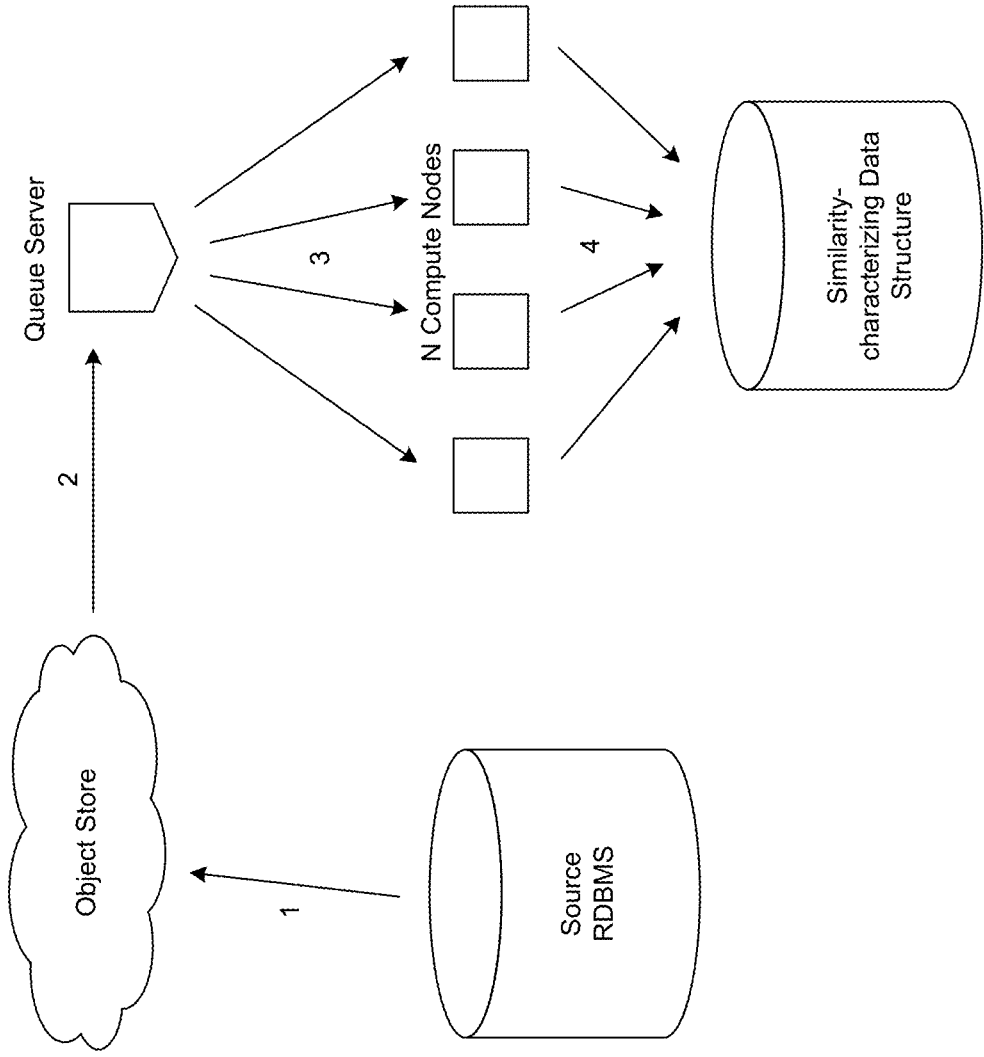 Object Store
1
Source
RDBMS
2
Queue Server
3
N Compute Nodes
4
Similarity-
characterizing Data
Structure